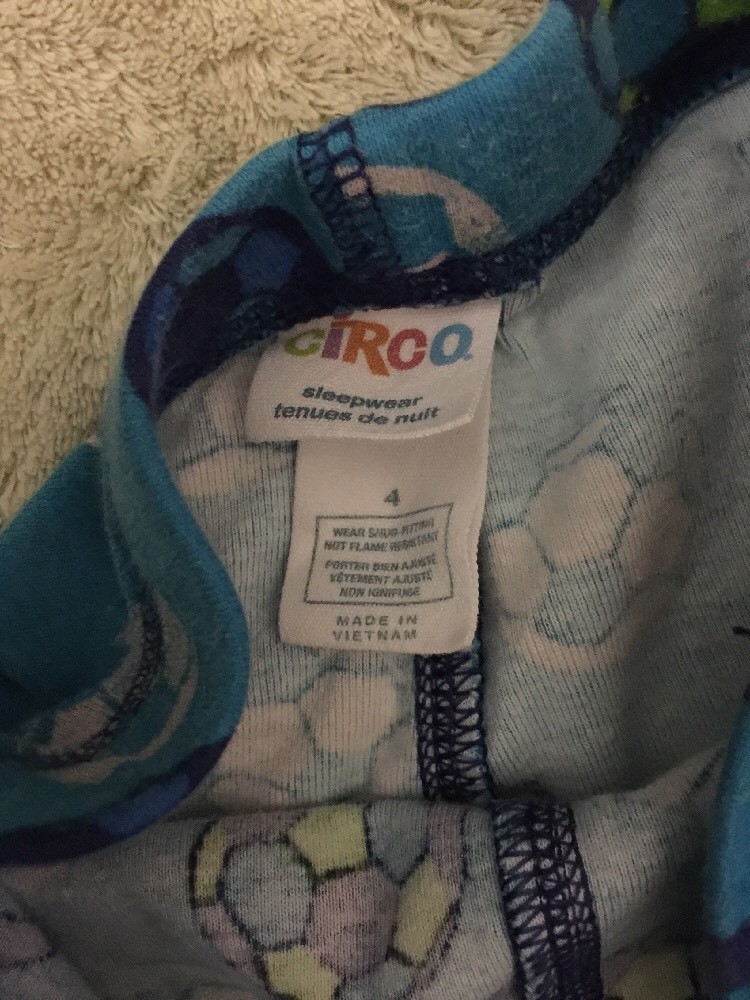 CiRCO
sleepwear
tenues de nuit
4
WEAR SNUG-FITTING
NOT FLAME RESISTANT
PORTER BIEN AJUSTÉ
VÊTEMENT AJUSTÉ
NON IGNIFUGE
MADE IN
VIETNAM